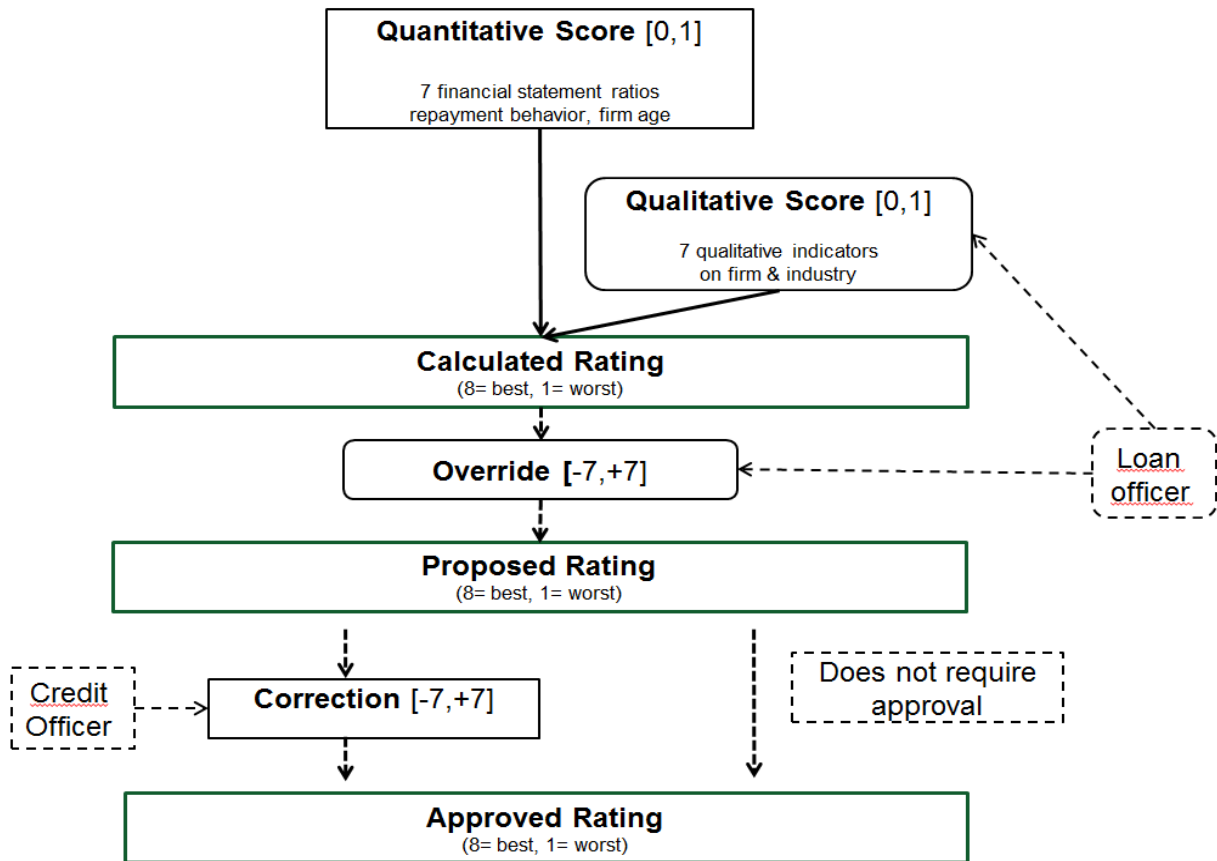 Quantitative Score [0,1]
7 financial statement ratios
repayment behavior, firm age
Qualitative Score [0,1]
7 qualitative indicators
on firm & industry
Calculated Rating
(8= best, 1= worst)
Override [-7,+7]
Loan
officer
Proposed Rating
(8= best, 1= worst)
Credit
Officer
Correction [-7,+7]
Does not require
approval
Approved Rating
(8= best, 1= worst)